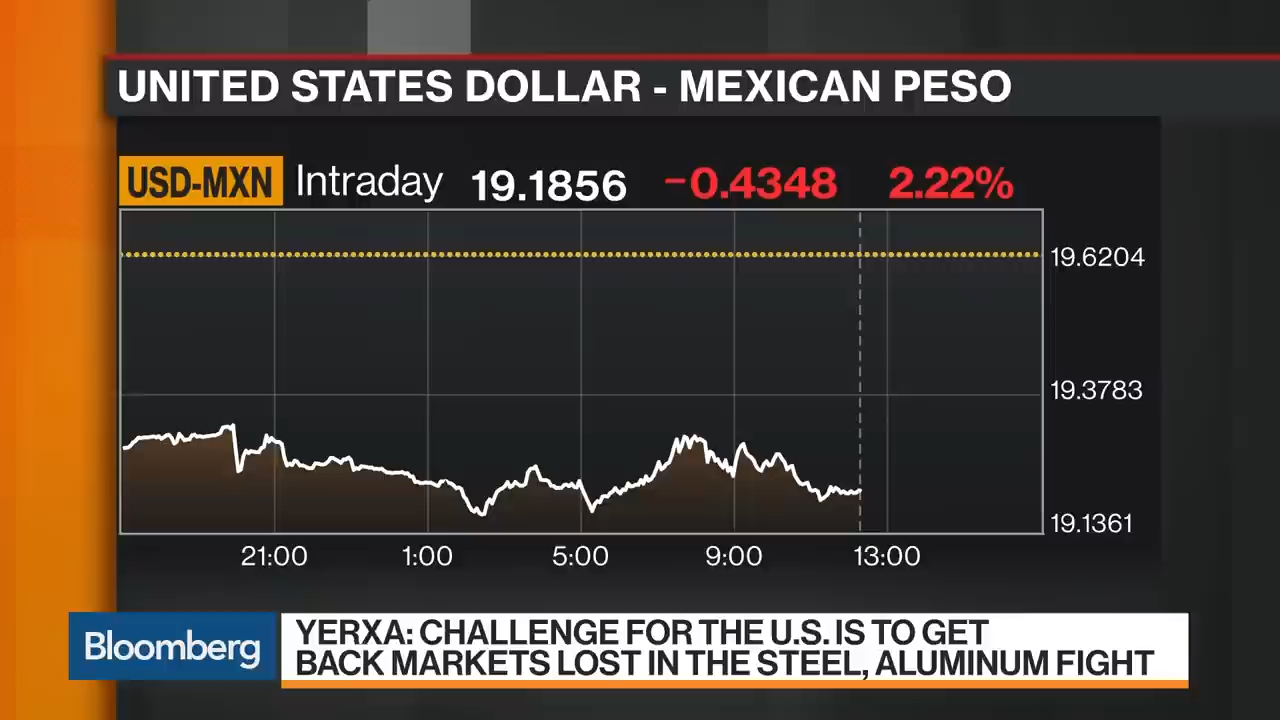 UNITED STATES DOLLAR - MEXICAN PESO
USD-MXN Intraday 19.1856 -0.4348 2.22%
19.6204
19.3783
19.1361
21:00 1:00 5:00 9:00 13:00
Bloomberg
YERXA: CHALLENGE FOR THE U.S. IS TO GET
BACK MARKETS LOST IN THE STEEL, ALUMINUM FIGHT